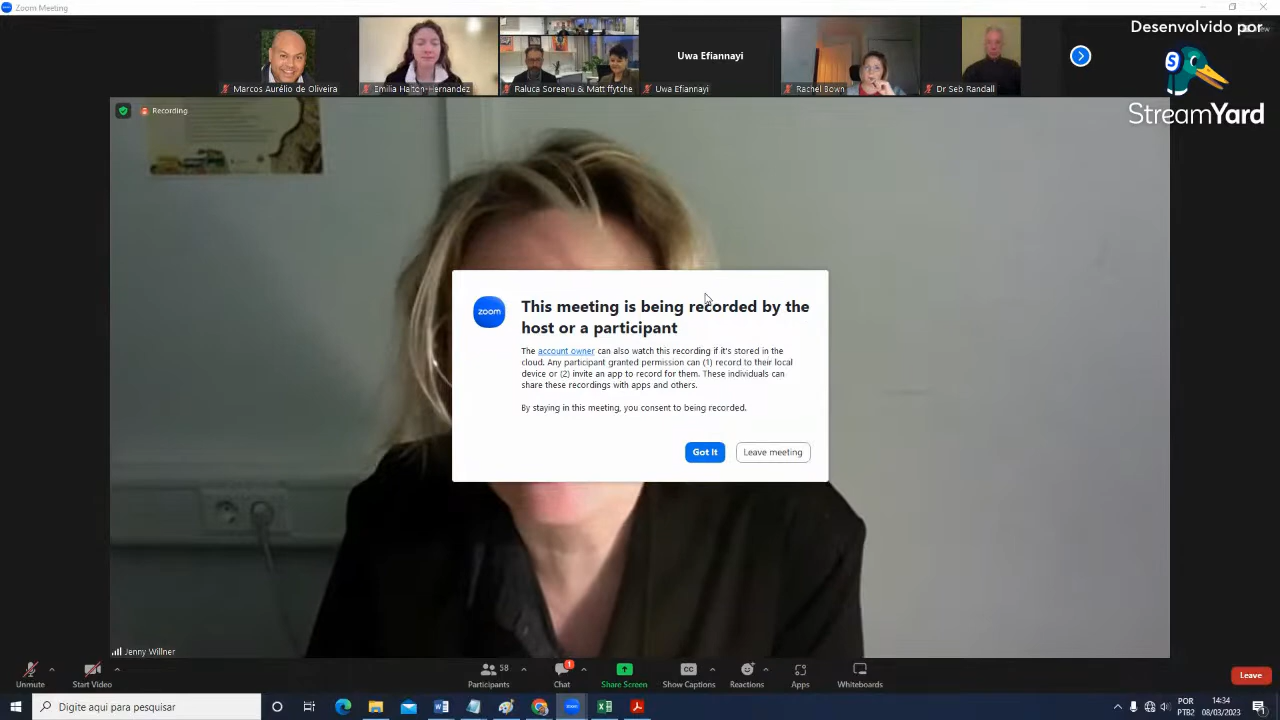 Zoom Meeting
Desenvolvido por
StreamYard
Uwa Efiannayi
Marcos Aurélio de Oliveira
Emilia Halton-Hernandez
Raluca Soreanu & Matt ffytche
Uwa Efiannayi
Rachel Bown
Dr Seb Randall
Recording
zoom
This meeting is being recorded by the
host or a participant
The account owner can also watch this recording if it's stored in the
cloud. Any participant granted permission can (1) record to their local
device or (2) invite an app to record for them. These individuals can
share these recordings with apps and others.
By staying in this meeting, you consent to being recorded.
Got It
Leave meeting
Jenny Willner
Unmute
Start Video
58
Participants
1
Chat
Share Screen
CC
Show Captions
Reactions
Apps
Whiteboards
Leave
Digite aqui para pesquisar
zoom
POR
PTB2
14:34
08/03/2023
1